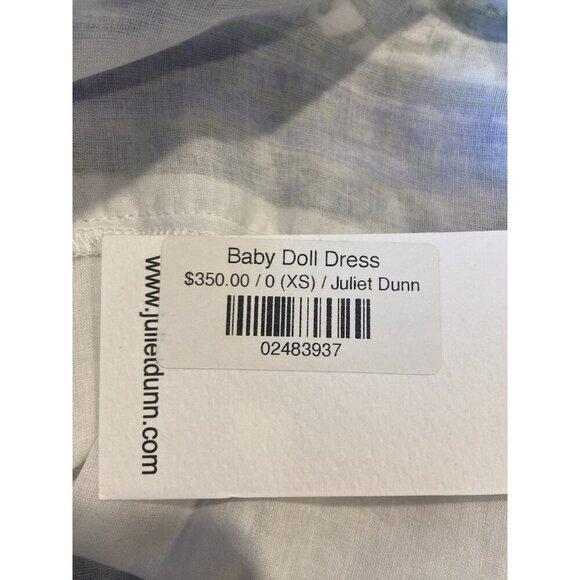 Baby Doll Dress
$350.00 / 0 (XS) / Juliet Dunn
02483937
www.julietdunn.com